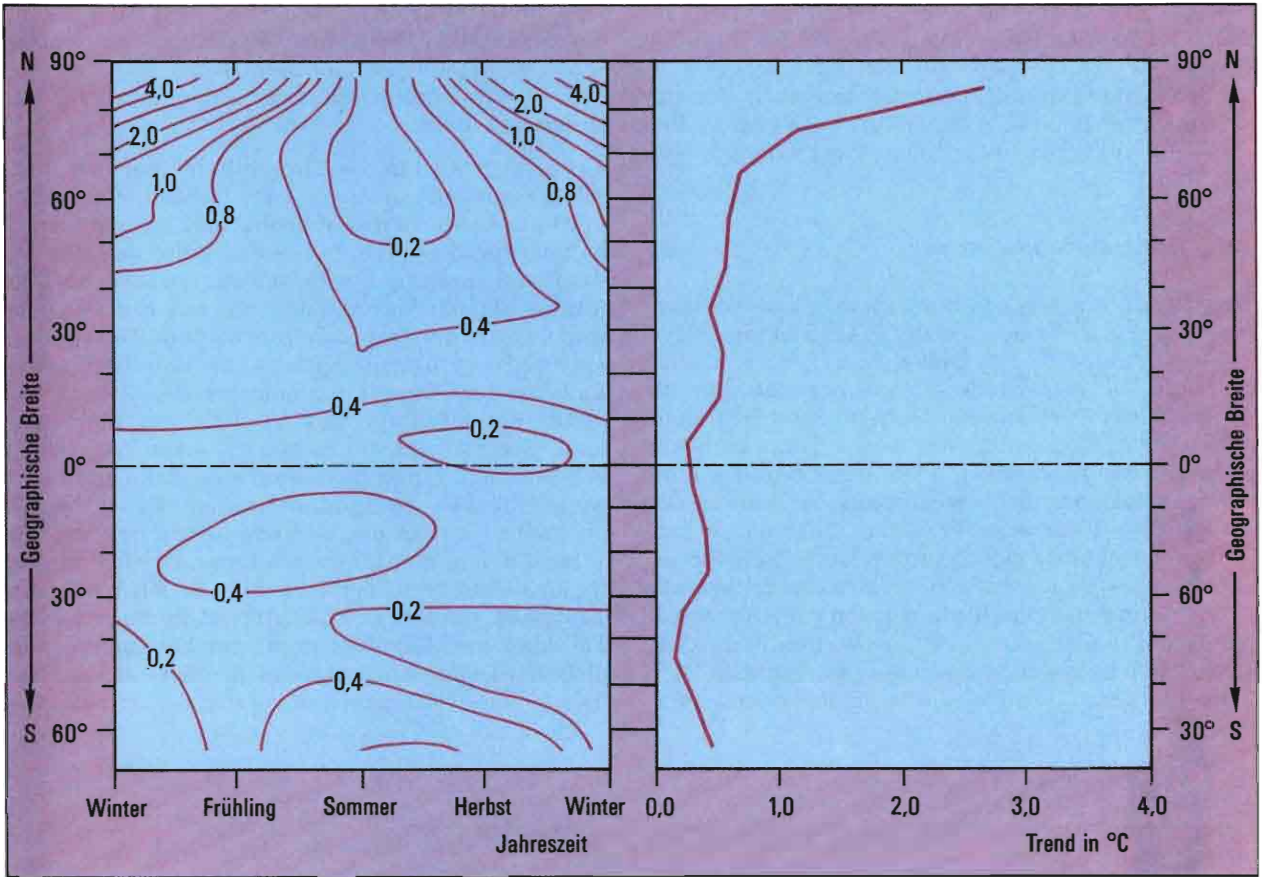 N
90°
60°
30°
0°
30°
60°
S
Geographische Breite
4,0
2,0
1,0
0,8
4,0
2,0
1,0
0,8
0,2
0,4
0,4
0,2
0,4
0,2
0,2
0,4
Winter Frühling Sommer Herbst Winter
Jahreszeit
90° N
60°
30°
0°
60°
30° S
Geographische Breite
0,0 1,0 2,0 3,0 4,0
Trend in °C